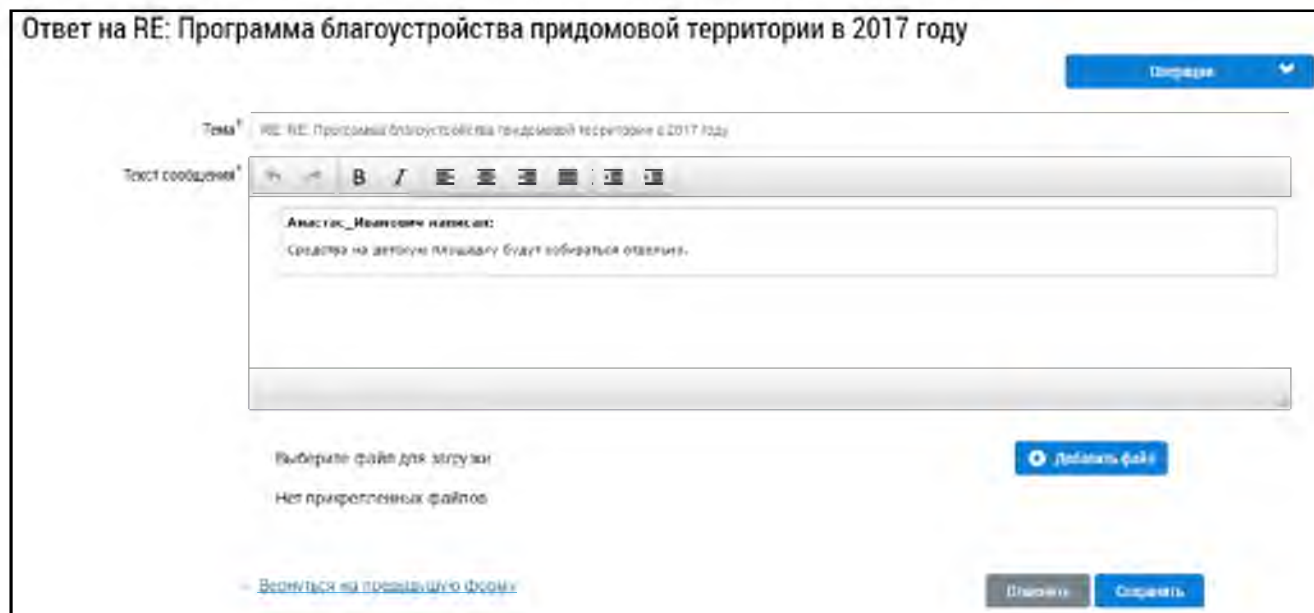 Ответ на RE: Программа благоустройства придомовой территории в 2017 году
Операции
Тема*
RE: RE: Программа благоустройства придомовой территории в 2017 году
Текст сообщения*
B I
Анастас_Иванович написал:
Средства на детскую площадку будут собираться отдельно.
Выберите файл для загрузки
Добавить файл
Нет прикрепленных файлов
Вернуться на предыдущую форму
Отменить
Сохранить